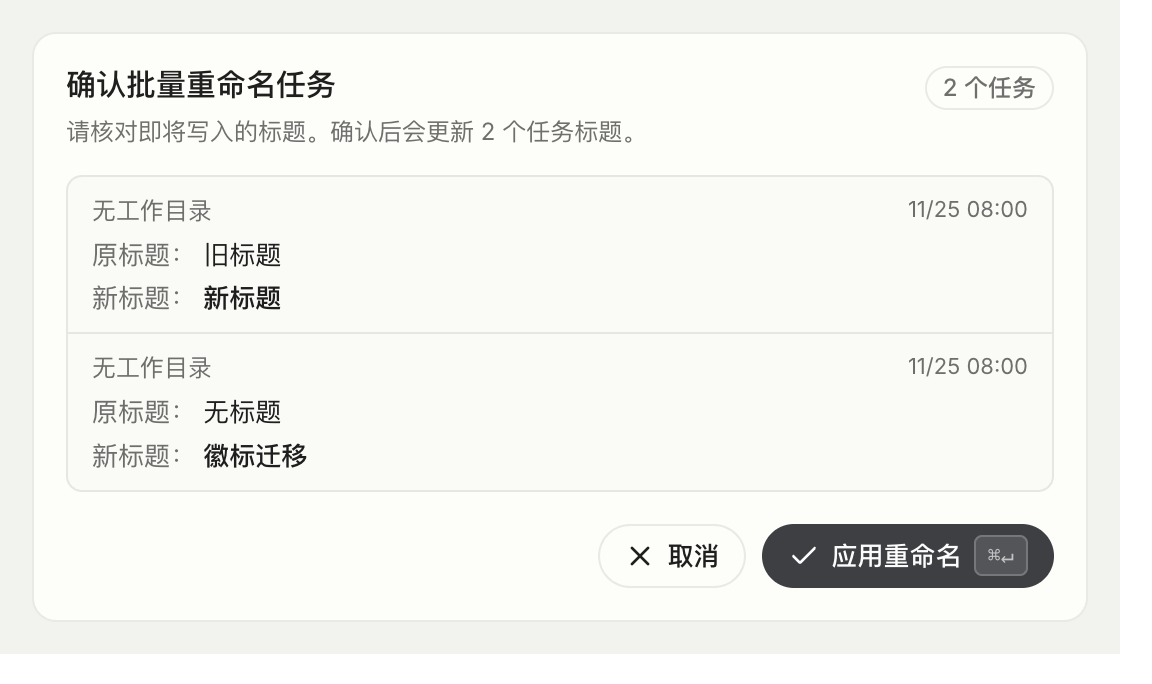 确认批量重命名任务
2 个任务
请核对即将写入的标题。确认后会更新 2 个任务标题。
无工作目录
11/25 08:00
原标题： 旧标题
新标题： 新标题
无工作目录
11/25 08:00
原标题： 无标题
新标题： 徽标迁移
取消
应用重命名 ⌘↵